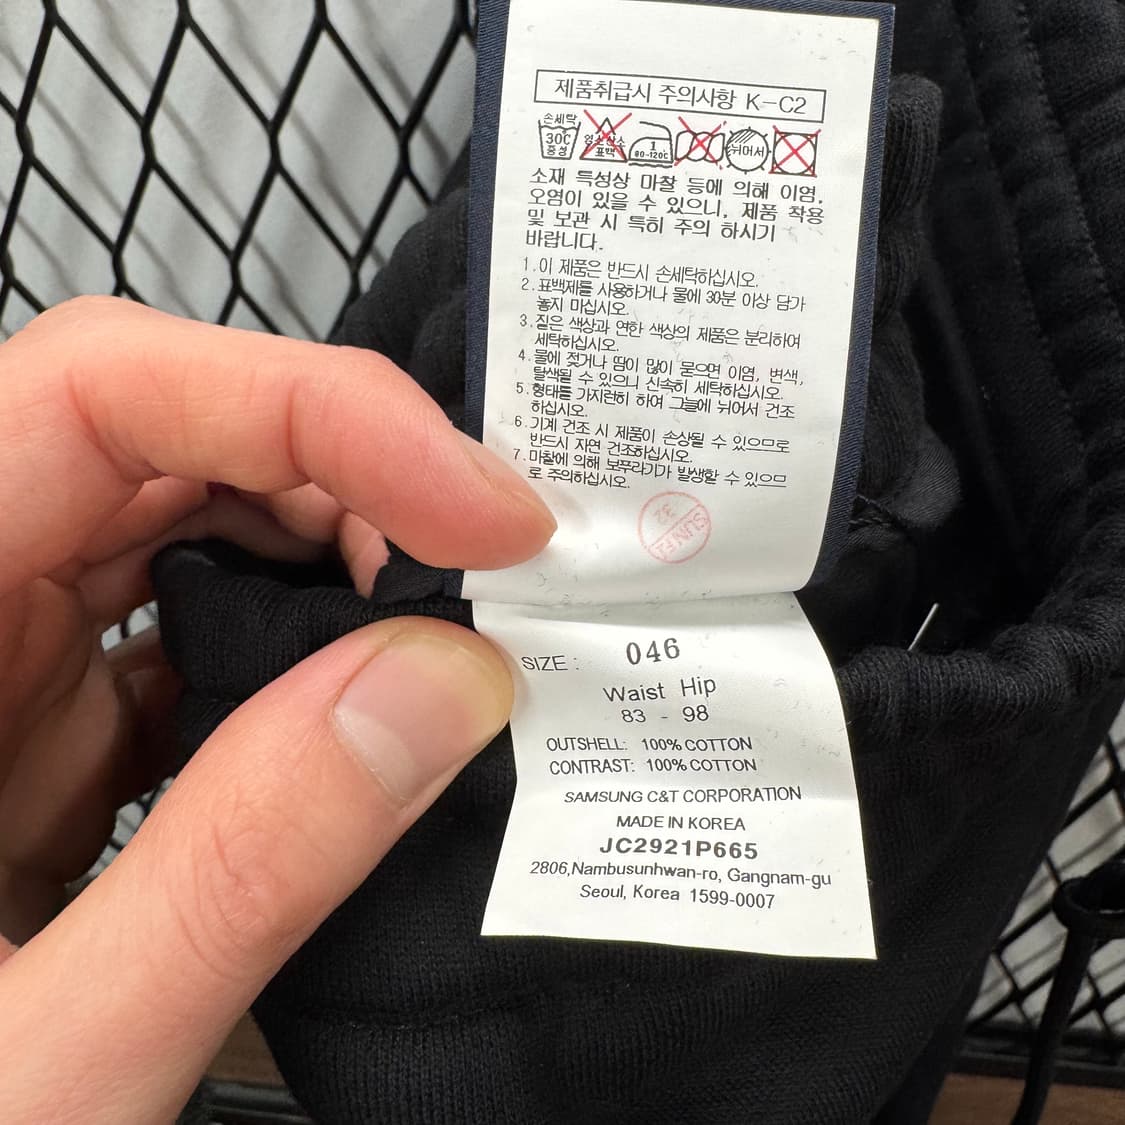 제품취급시 주의사항 K-C2
손세탁
30C
중성
염소산소
표백
1
80-120℃
뉘어서
소재 특성상 마찰 등에 의해 이염,
오염이 있을 수 있으니, 제품 착용
및 보관 시 특히 주의 하시기
바랍니다.
1.이 제품은 반드시 손세탁하십시오.
2.표백제를 사용하거나 물에 30분 이상 담가
놓지 마십시오.
3.짙은 색상과 연한 색상의 제품은 분리하여
세탁하십시오.
4.물에 젖거나 땀이 많이 묻으면 이염, 변색,
탈색될 수 있으니 신속히 세탁하십시오.
5.형태를 가지런히 하여 그늘에 뉘어서 건조
하십시오.
6.기계 건조 시 제품이 손상될 수 있으므로
반드시 자연 건조하십시오.
7.마찰에 의해 보푸라기가 발생할 수 있으므
로 주의하십시오.
32
SIZE : 046
Waist Hip
83 - 98
OUTSHELL: 100% COTTON
CONTRAST: 100% COTTON
SAMSUNG C&T CORPORATION
MADE IN KOREA
JC2921P665
2806,Nambusunhwan-ro, Gangnam-gu
Seoul, Korea 1599-0007